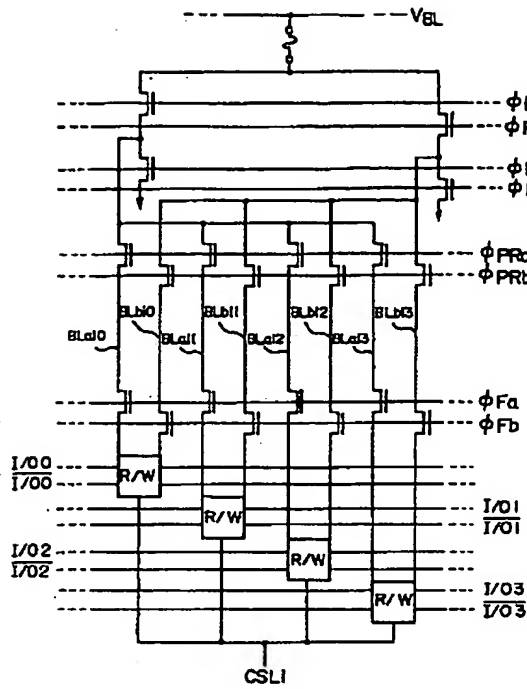 VBL
φPRa
φPRb
BLa10
BLb10
BLa11
BLb11
BLa12
BLb12
BLa13
BLb13
φFa
φFb
I/O0
I/O0
R/W
R/W
I/O1
I/O1
I/O2
I/O2
R/W
R/W
I/O3
I/O3
CSL1